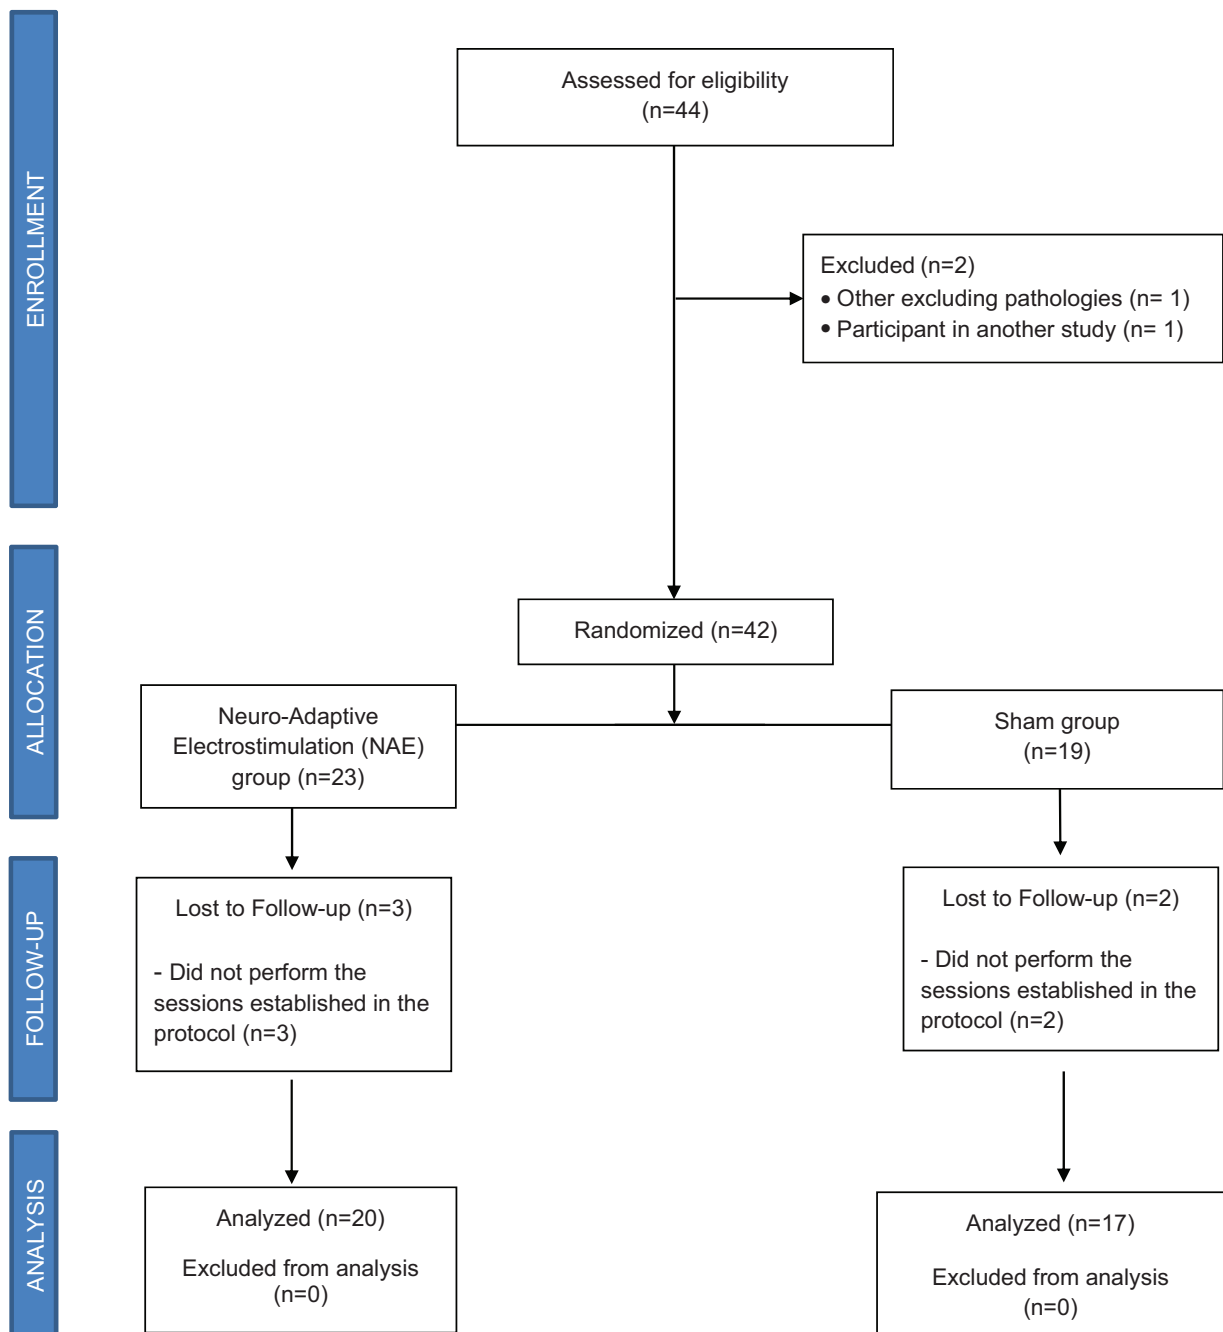 ENROLLMENT
Assessed for eligibility
(n=44)
Excluded (n=2)
• Other excluding pathologies (n= 1)
• Participant in another study (n= 1)
ALLOCATION
Randomized (n=42)
Neuro-Adaptive
Electrostimulation (NAE)
group (n=23)
Sham group
(n=19)
FOLLOW-UP
Lost to Follow-up (n=3)
- Did not perform the
sessions established in the
protocol (n=3)
Lost to Follow-up (n=2)
- Did not perform the
sessions established in the
protocol (n=2)
ANALYSIS
Analyzed (n=20)
Excluded from analysis
(n=0)
Analyzed (n=17)
Excluded from analysis
(n=0)